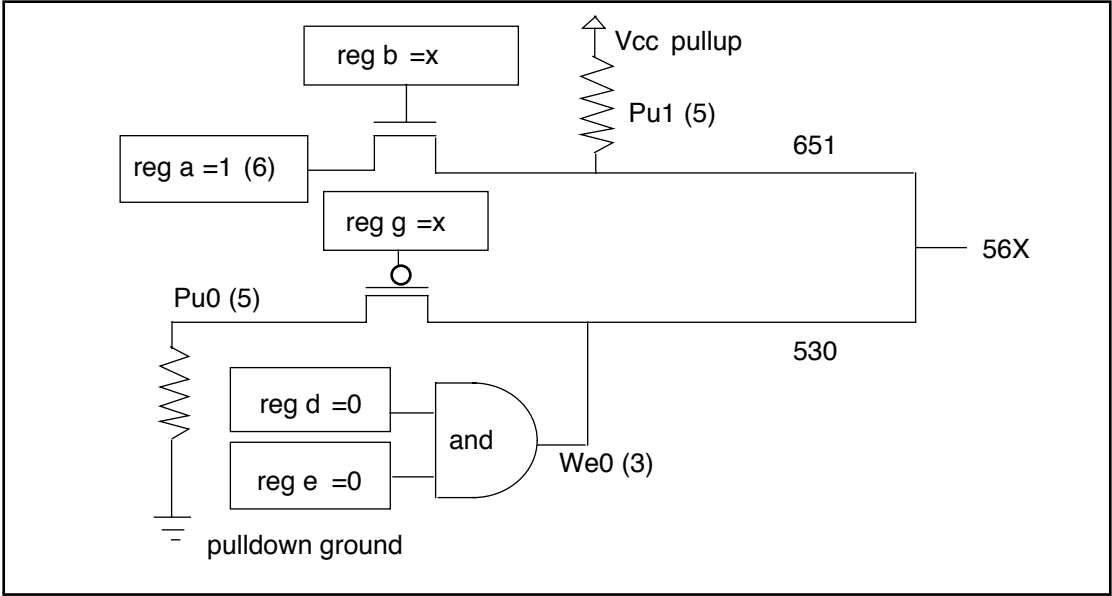 reg b =x
Vcc pullup
Pu1 (5)
651
reg a =1 (6)
reg g =x
56X
Pu0 (5)
530
reg d =0
and
We0 (3)
reg e =0
pulldown ground